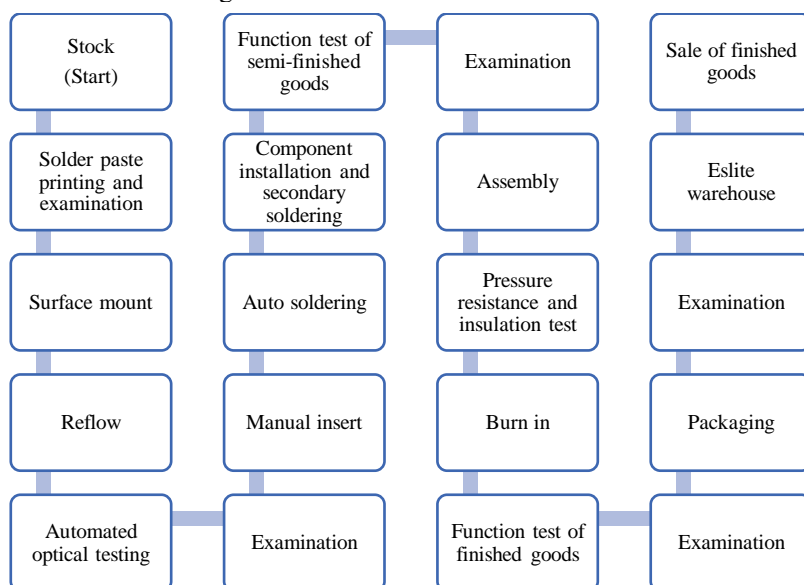 Stock
(Start)
Solder paste
printing and
examination
Surface mount
Reflow
Automated
optical testing
Examination
Manual insert
Auto soldering
Component
installation and
secondary
soldering
Function test of
semi-finished
goods
Examination
Assembly
Pressure
resistance and
insulation test
Burn in
Function test of
finished goods
Examination
Packaging
Examination
Eslite
warehouse
Sale of finished
goods